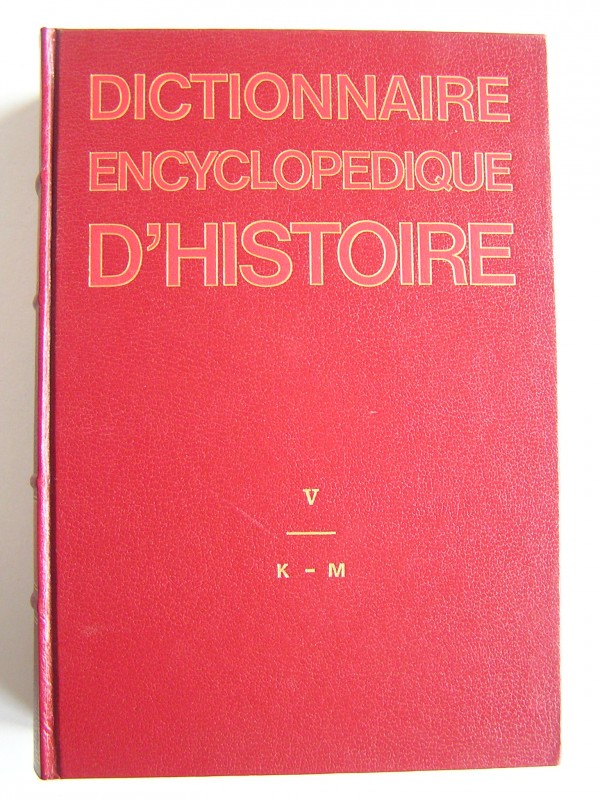 DICTIONNAIRE
ENCYCLOPEDIQUE
D'HISTOIRE
V
K - M